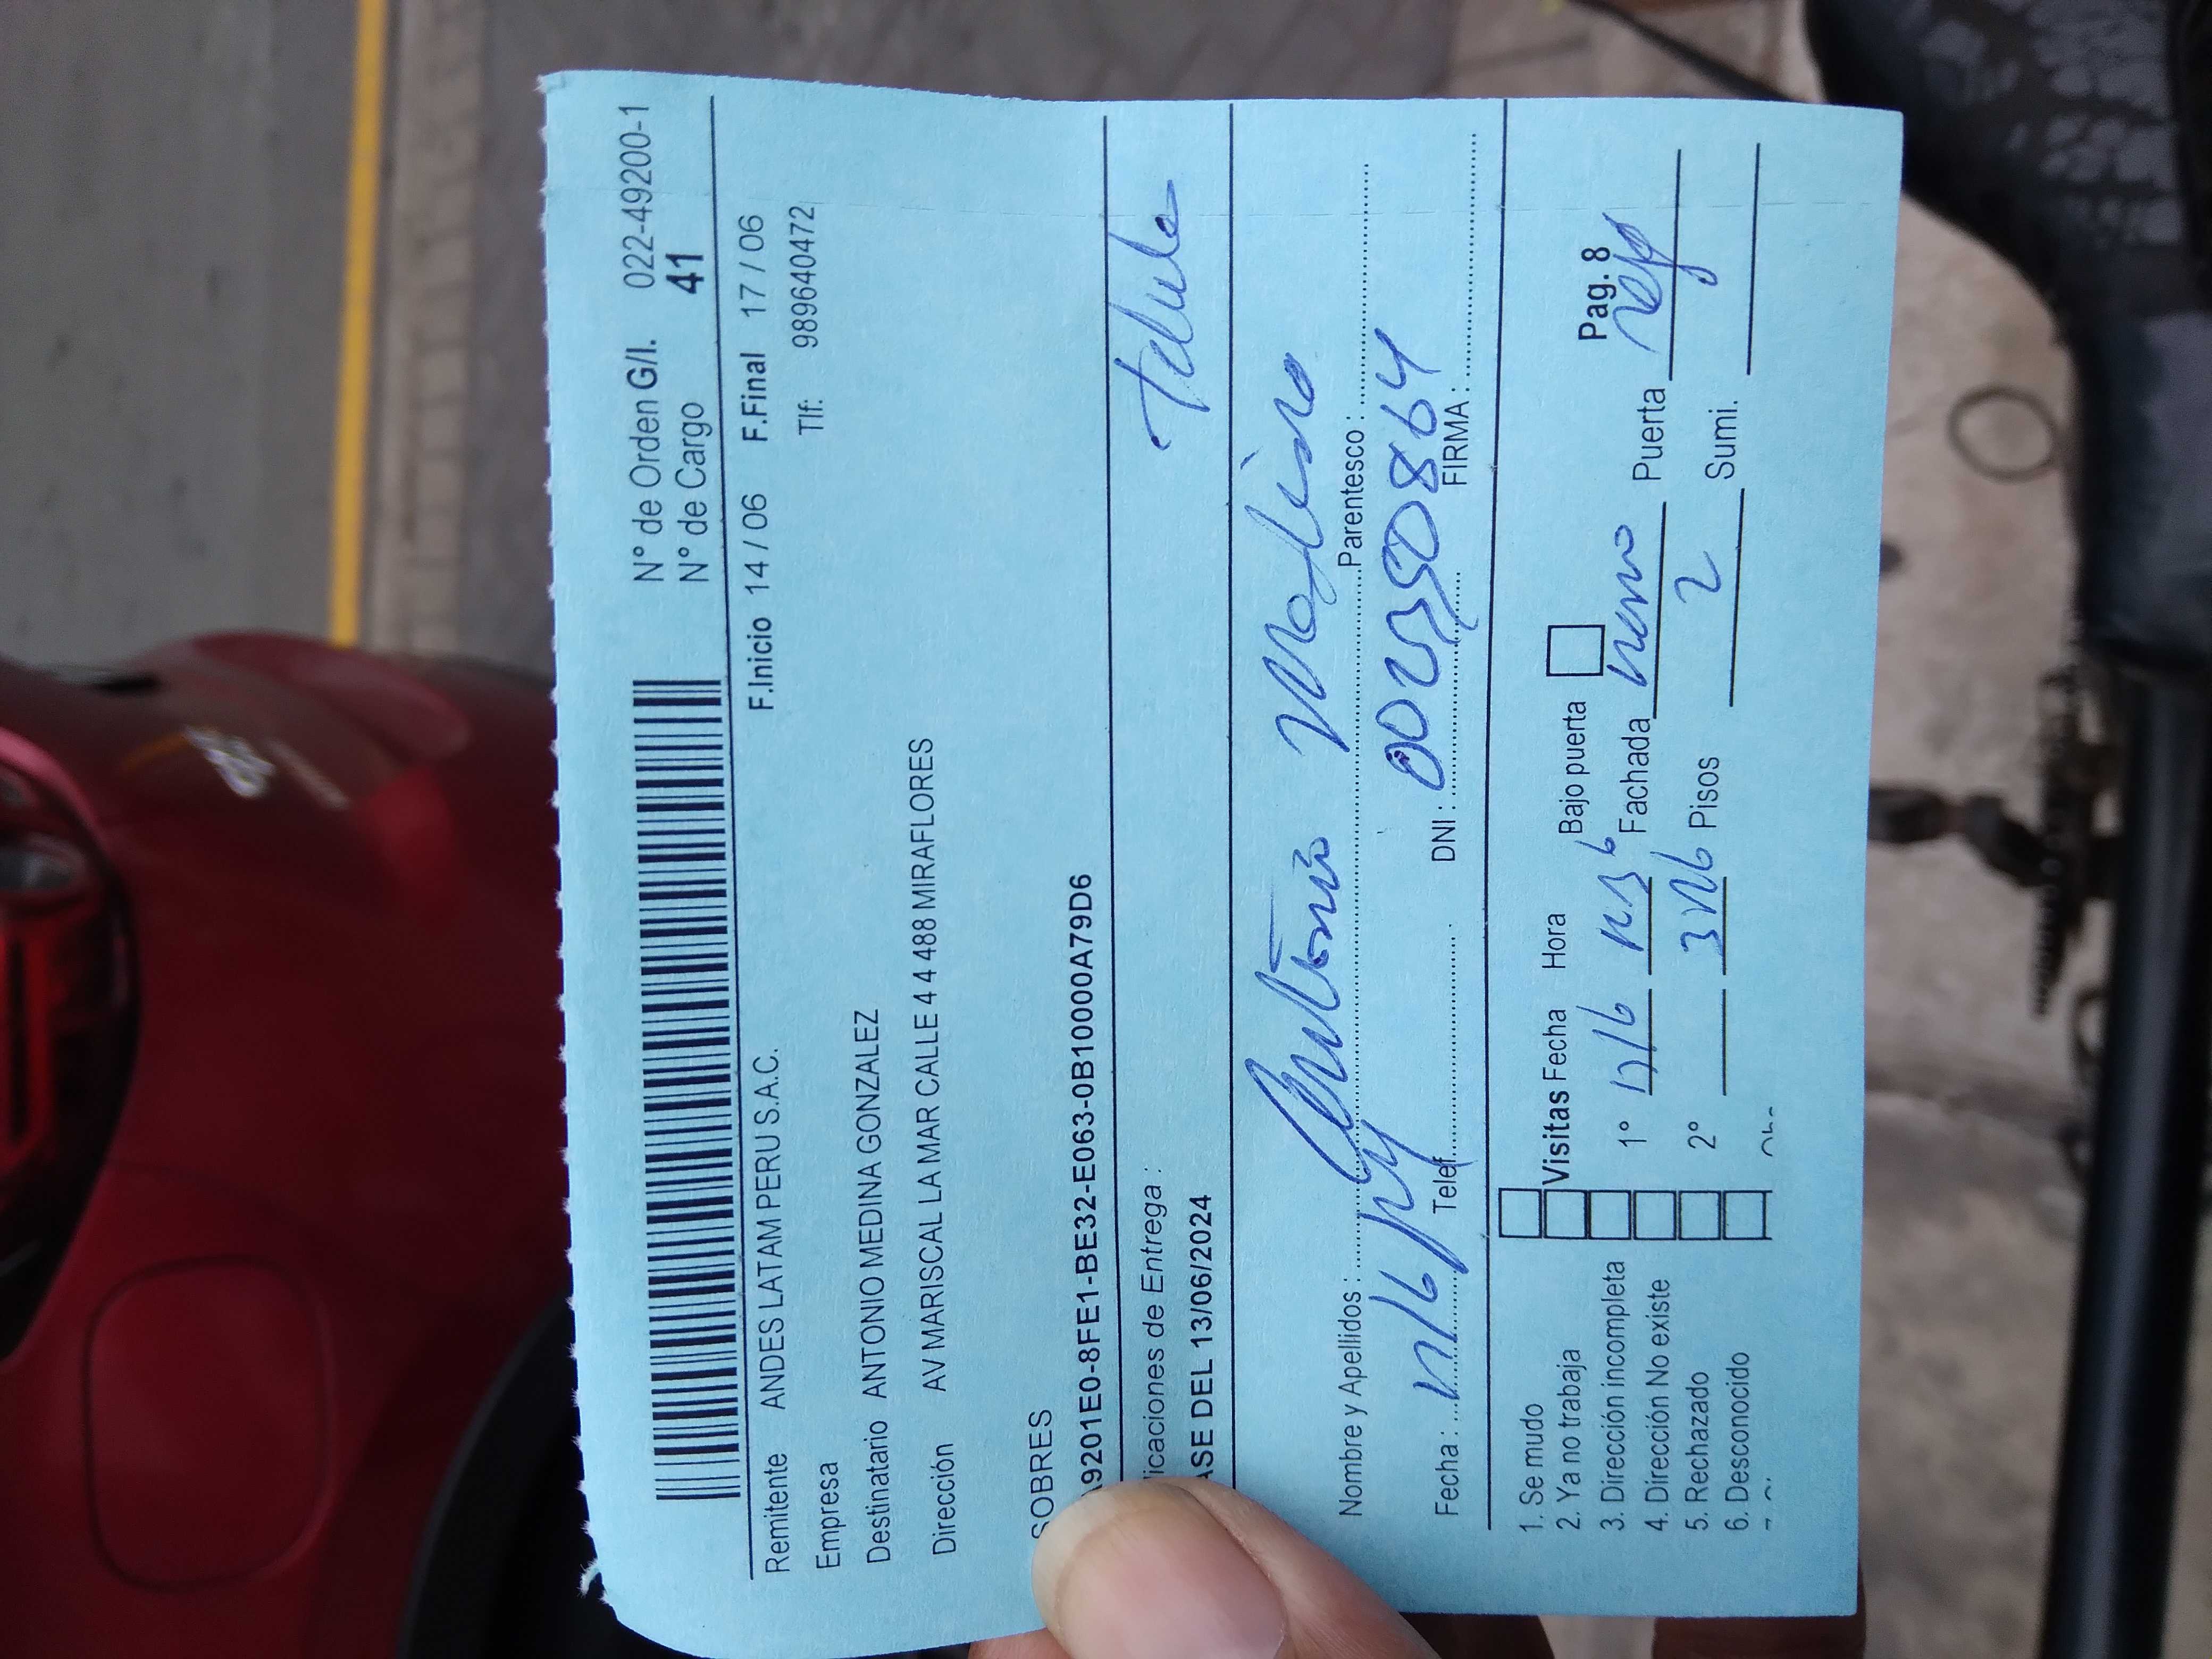 N° de Orden G/I. 022-49200-1
N° de Cargo 41
Remitente ANDES LATAM PERU S.A.C. F.Inicio 14 / 06 F.Final 17 / 06
Empresa Tlf: 989640472
Destinatario ANTONIO MEDINA GONZALEZ
Dirección AV MARISCAL LA MAR CALLE 4 4 488 MIRAFLORES
SOBRES
A9201E0-8FE1-BE32-E063-0B10000A79D6
icaciones de Entrega :
ASE DEL 13/06/2024
Nombre y Apellidos : Antonio Parentesco :
Fecha : Telef. DNI : FIRMA :
1. Se mudo
2. Ya no trabaja
3. Dirección incompleta
4. Dirección No existe
5. Rechazado
6. Desconocido
Visitas Fecha Hora Bajo puerta Pag. 8
1° Fachada Puerta
2° Pisos 2 Sumi.